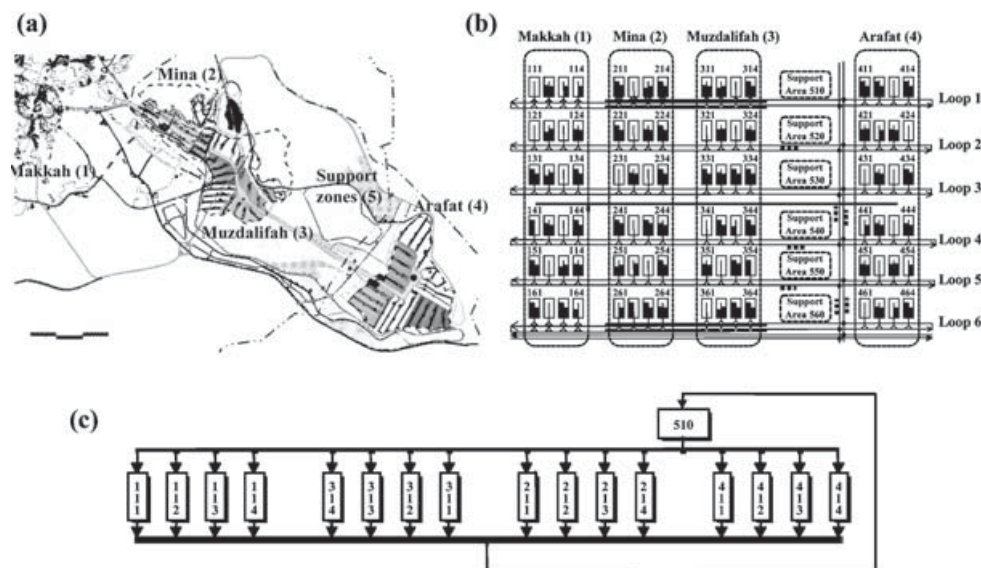 (a)
Mina (2)
Makkah (1)
Support
zones (5)
Arafat (4)
Muzdalifah (3)
(b)
Makkah (1) Mina (2) Muzdalifah (3) Arafat (4)
111 114 211 214 311 314 Support 411 414
Area 510 Loop 1
121 124 221 224 321 324 Support 421 424
Area 520 Loop 2
131 134 231 234 331 334 Support 431 434
Area 530 Loop 3
141 144 241 244 341 344 Support 441 444
Area 540 Loop 4
151 114 251 254 351 354 Support 451 454
Area 550 Loop 5
161 164 261 264 361 364 Support 461 464
Area 560 Loop 6
(c)
510
111 112 113 114 314 313 312 311 211 212 213 214 411 412 413 414